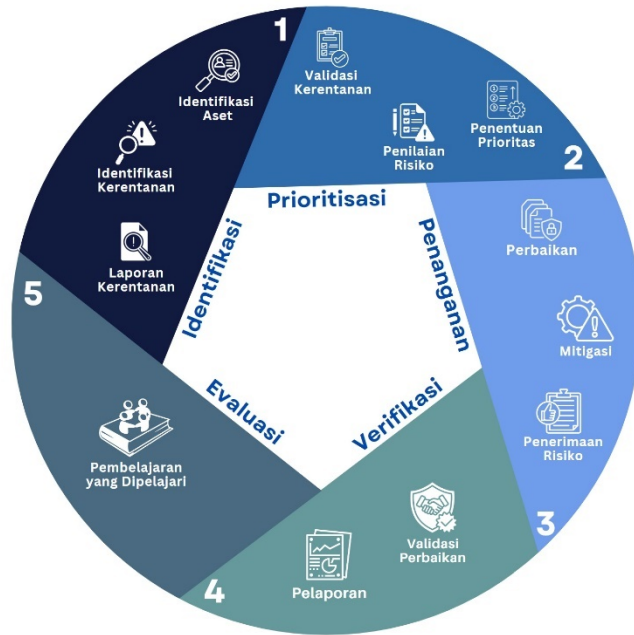 1
Identifikasi
Aset
Identifikasi
Kerentanan
Laporan
Kerentanan
Identifikasi
Validasi
Kerentanan
Penilaian
Risiko
Penentuan
Prioritas
2
Prioritisasi
Perbaikan
Mitigasi
Penerimaan
Risiko
3
Penanganan
Validasi
Perbaikan
Pelaporan
4
Verifikasi
5
Pembelajaran
yang Dipelajari
Evaluasi